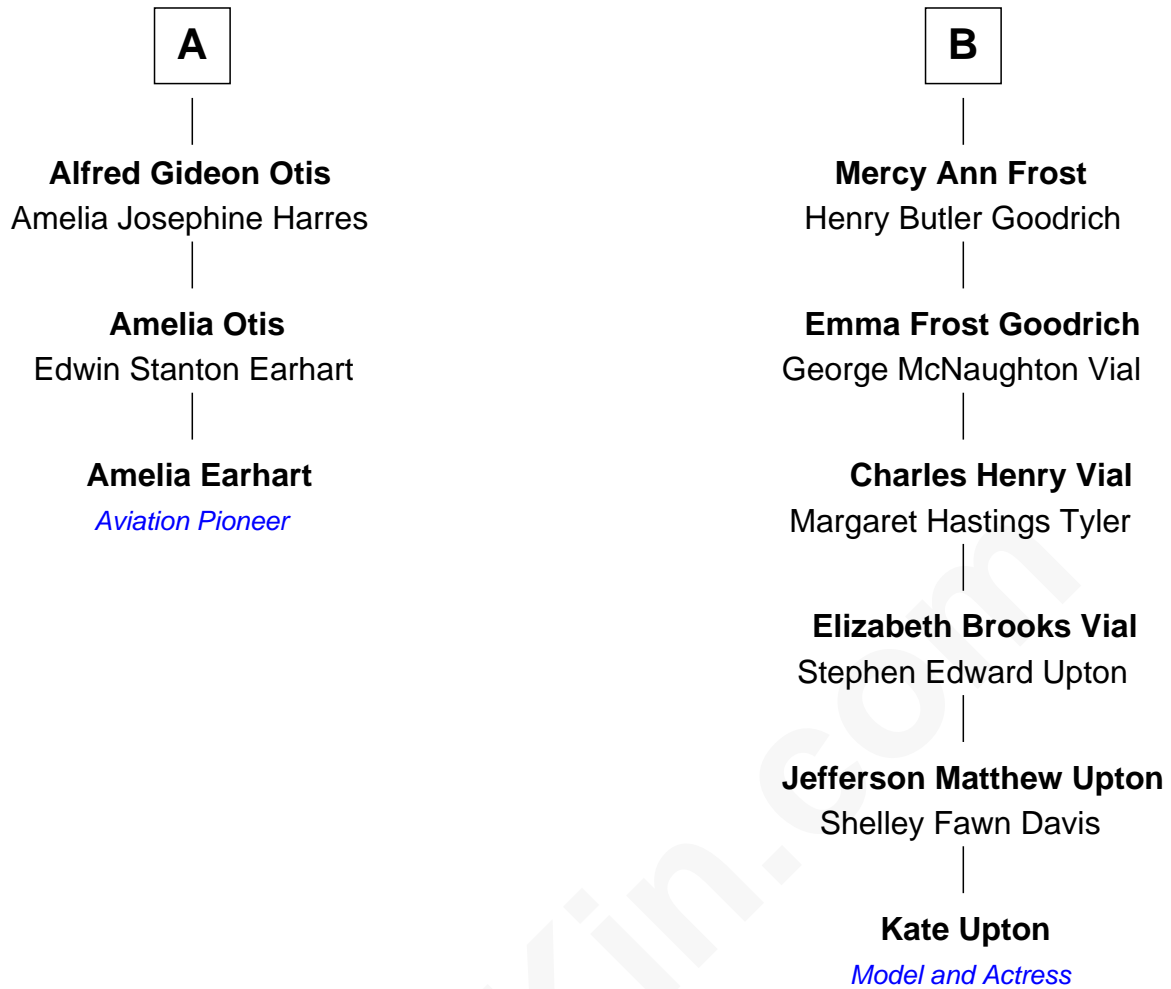 A
Alfred Gideon Otis
Amelia Josephine Harres
Amelia Otis
Edwin Stanton Earhart
Amelia Earhart
Aviation Pioneer
B
Mercy Ann Frost
Henry Butler Goodrich
Emma Frost Goodrich
George McNaughton Vial
Charles Henry Vial
Margaret Hastings Tyler
Elizabeth Brooks Vial
Stephen Edward Upton
Jefferson Matthew Upton
Shelley Fawn Davis
Kate Upton
Model and Actress
Kin.com